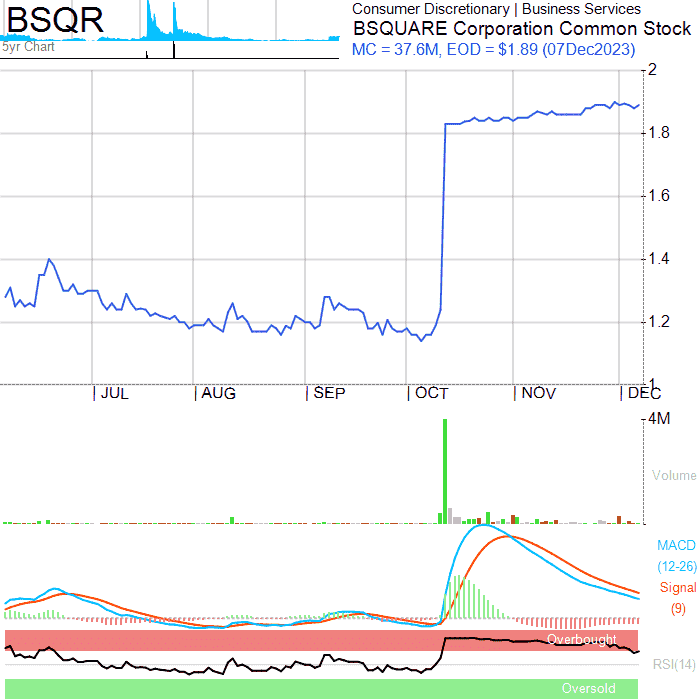 BSQR
5yr Chart
Consumer Discretionary | Business Services
BSQUARE Corporation Common Stock
MC = 37.6M, EOD = $1.89 (07Dec2023)
2
1.8
1.6
1.4
1.2
1
JUL AUG SEP OCT NOV DEC
4M
Volume
MACD
(12-26)
Signal
(9)
Overbought
RSI(14)
Oversold